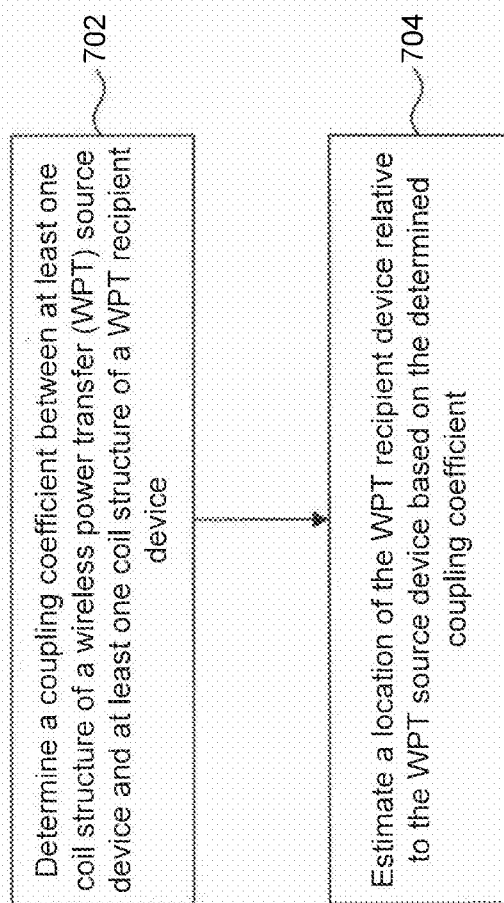 Determine a coupling coefficient between at least one
coil structure of a wireless power transfer (WPT) source
device and at least one coil structure of a WPT recipient
device
702
Estimate a location of the WPT recipient device relative
to the WPT source device based on the determined
coupling coefficient
704